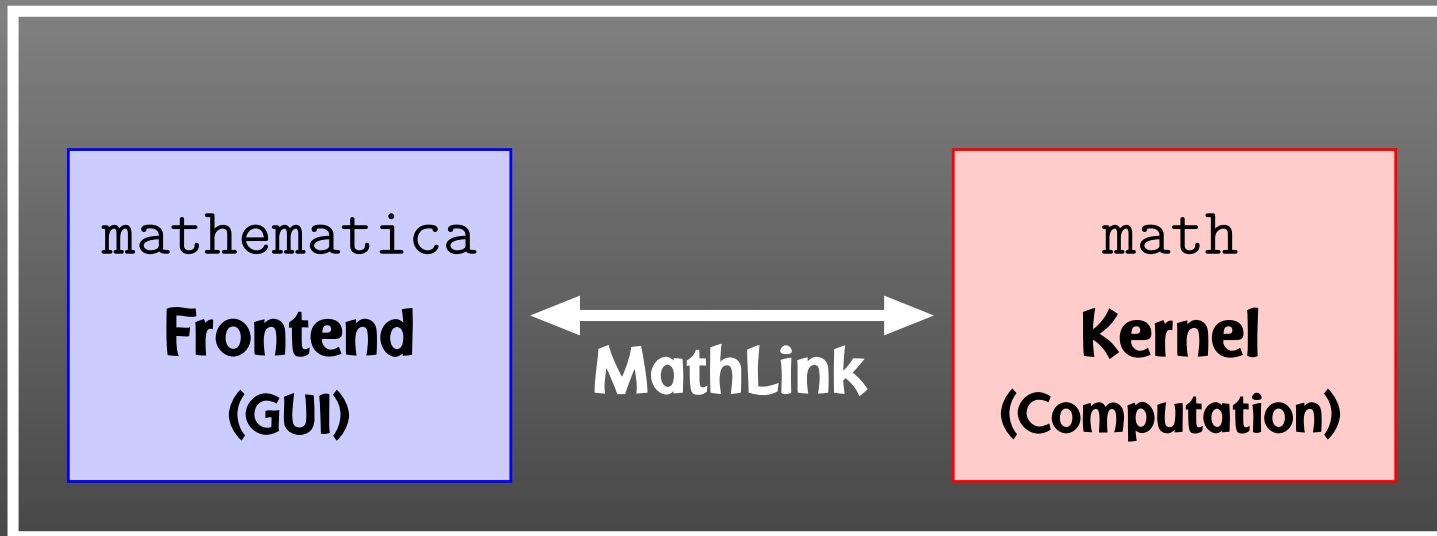 mathematica
Frontend
(GUI)
MathLink
math
Kernel
(Computation)